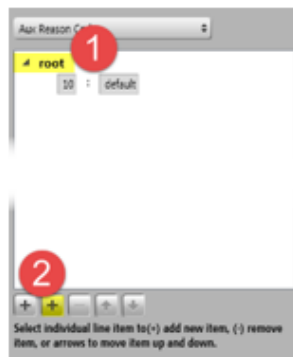 Aux Reason
1
root
10 : default
2
+ + - ↑ ↓
Select individual line item to(+) add new item, (-) remove
item, or arrows to move item up and down.